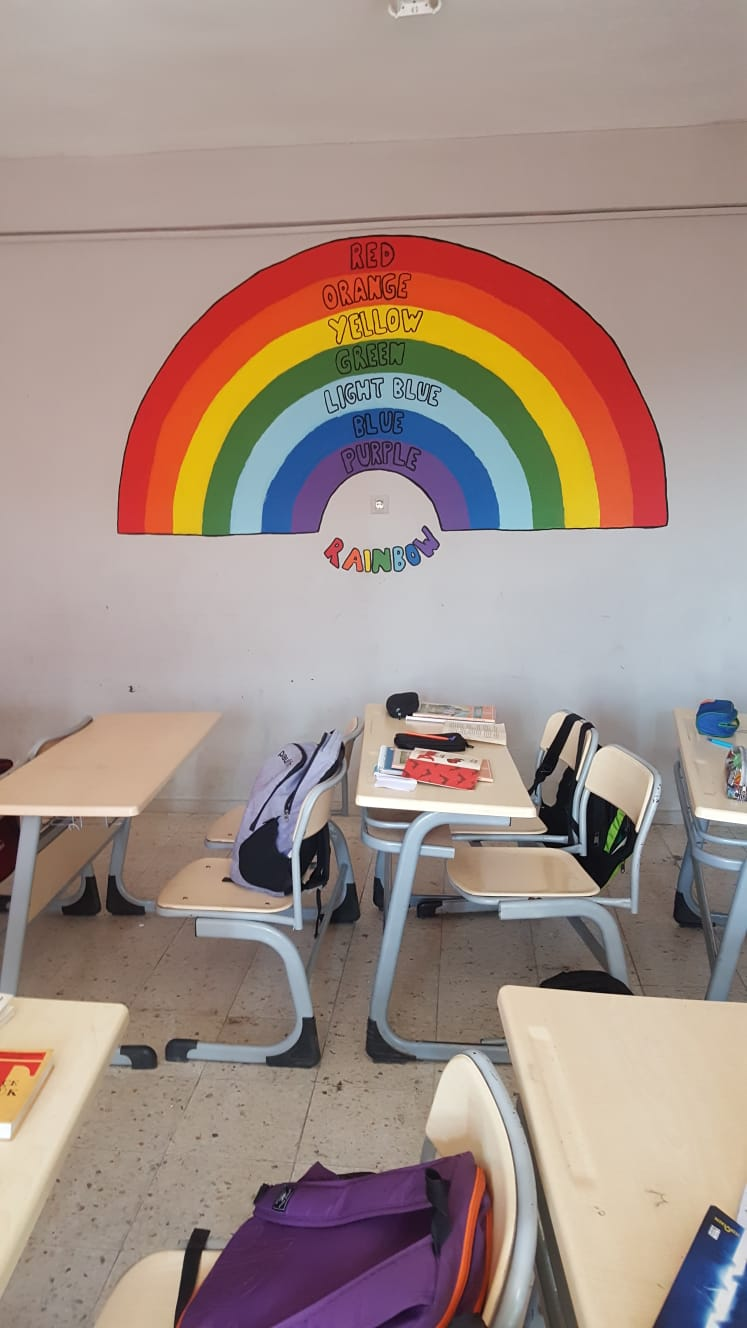 RED
ORANGE
YELLOW
GREEN
LIGHT BLUE
BLUE
PURPLE
RAINBOW